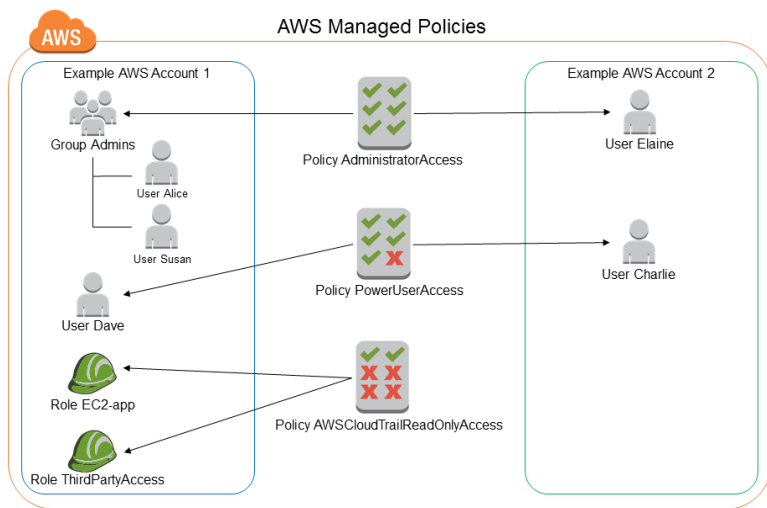 AWS Managed Policies
AWS
Example AWS Account 1
Example AWS Account 2
Group Admins
Policy AdministratorAccess
User Elaine
User Alice
User Susan
Policy PowerUserAccess
User Charlie
User Dave
Role EC2-app
Policy AWSCloudTrailReadOnlyAccess
Role ThirdPartyAccess